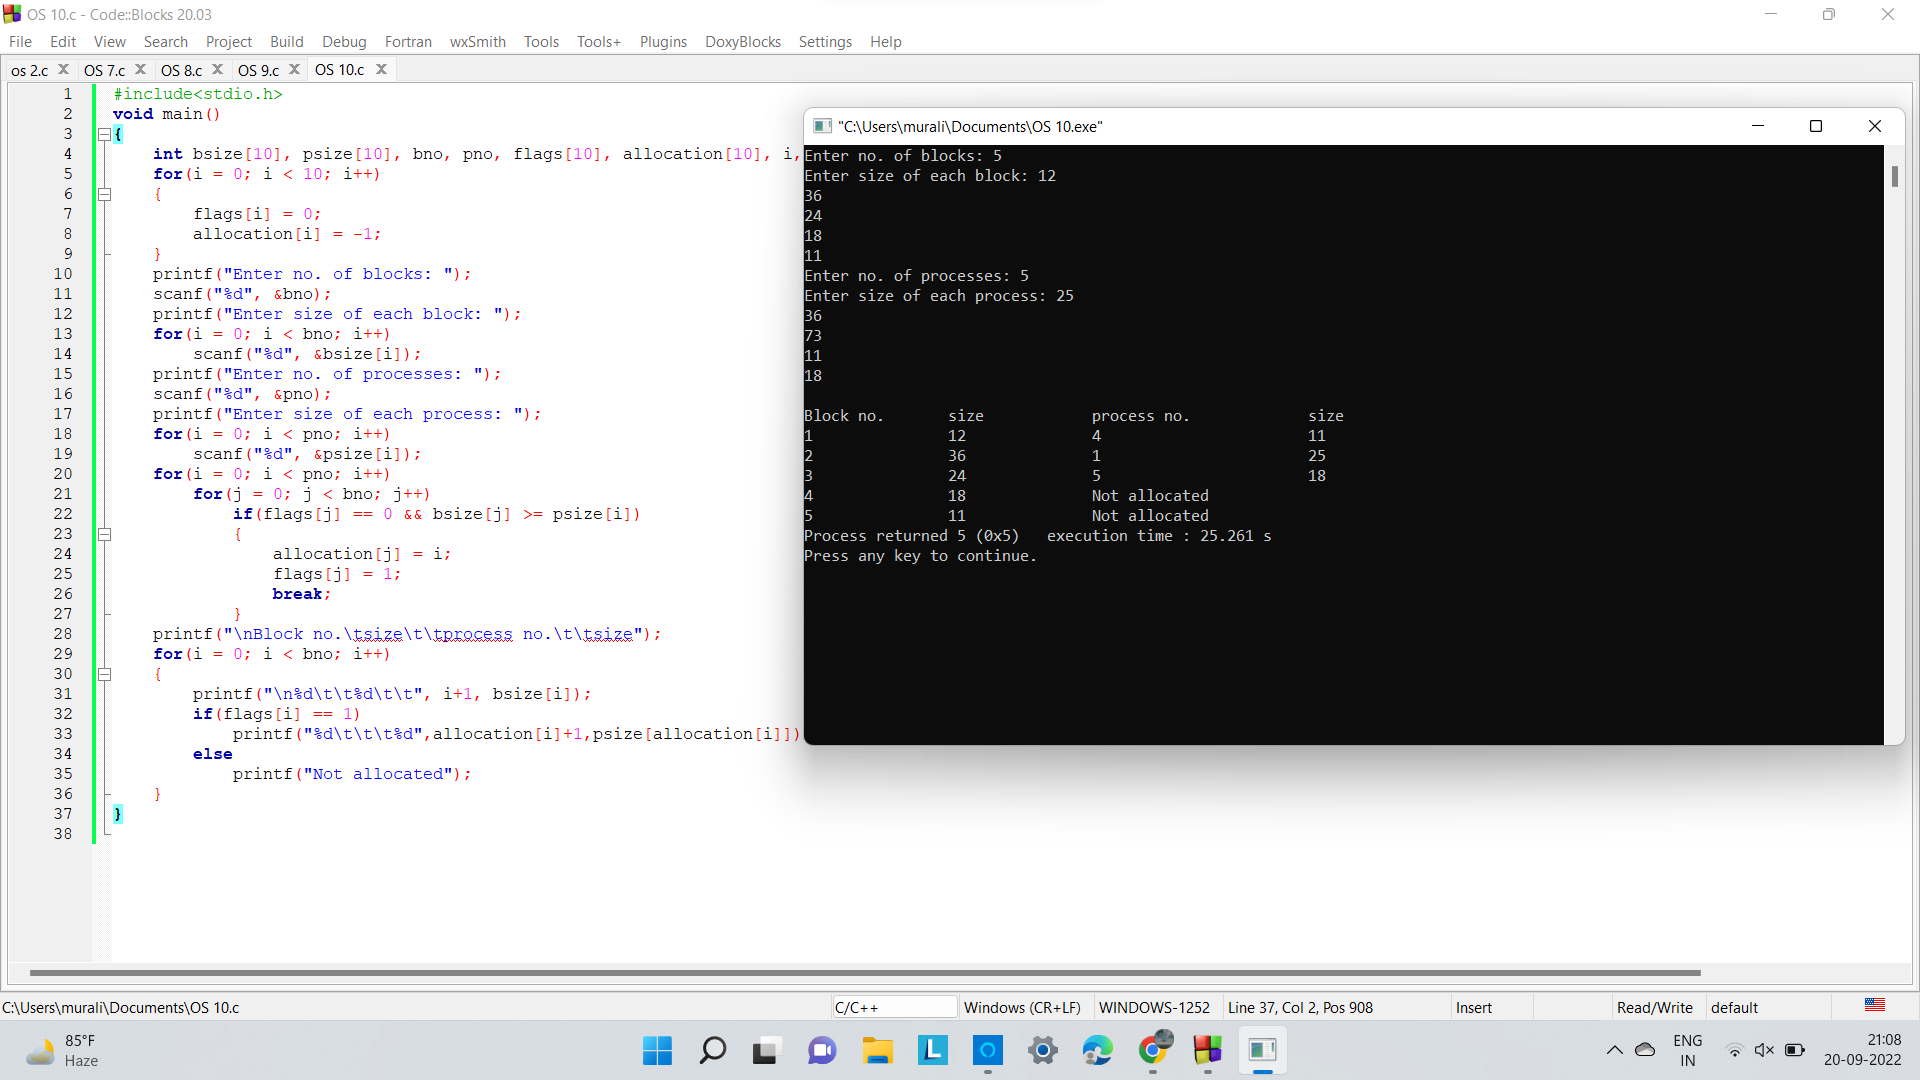 OS 10.c - Code::Blocks 20.03
File Edit View Search Project Build Debug Fortran wxSmith Tools Tools+ Plugins DoxyBlocks Settings Help
os 2.c OS 7.c OS 8.c OS 9.c OS 10.c
1 #include<stdio.h>
2 void main()
3 {
4 int bsize[10], psize[10], bno, pno, flags[10], allocation[10], i,
5 for(i = 0; i < 10; i++)
6 {
7 flags[i] = 0;
8 allocation[i] = -1;
9 }
10 printf("Enter no. of blocks: ");
11 scanf("%d", &bno);
12 printf("Enter size of each block: ");
13 for(i = 0; i < bno; i++)
14 scanf("%d", &bsize[i]);
15 printf("Enter no. of processes: ");
16 scanf("%d", &pno);
17 printf("Enter size of each process: ");
18 for(i = 0; i < pno; i++)
19 scanf("%d", &psize[i]);
20 for(i = 0; i < pno; i++)
21 for(j = 0; j < bno; j++)
22 if(flags[j] == 0 && bsize[j] >= psize[i])
23 {
24 allocation[j] = i;
25 flags[j] = 1;
26 break;
27 }
28 printf("\nBlock no.\tsize\t\tprocess no.\t\tsize");
29 for(i = 0; i < bno; i++)
30 {
31 printf("\n%d\t\t%d\t\t", i+1, bsize[i]);
32 if(flags[i] == 1)
33 printf("%d\t\t\t%d",allocation[i]+1,psize[allocation[i]])
34 else
35 printf("Not allocated");
36 }
37 }
38
"C:\Users\murali\Documents\OS 10.exe"
Enter no. of blocks: 5
Enter size of each block: 12
36
24
18
11
Enter no. of processes: 5
Enter size of each process: 25
36
73
11
18
Block no. size process no. size
1 12 4 11
2 36 1 25
3 24 5 18
4 18 Not allocated
5 11 Not allocated
Process returned 5 (0x5) execution time : 25.261 s
Press any key to continue.
C:\Users\murali\Documents\OS 10.c C/C++ Windows (CR+LF) WINDOWS-1252 Line 37, Col 2, Pos 908 Insert Read/Write default
85°F
Haze
L
ENG
IN
21:08
20-09-2022